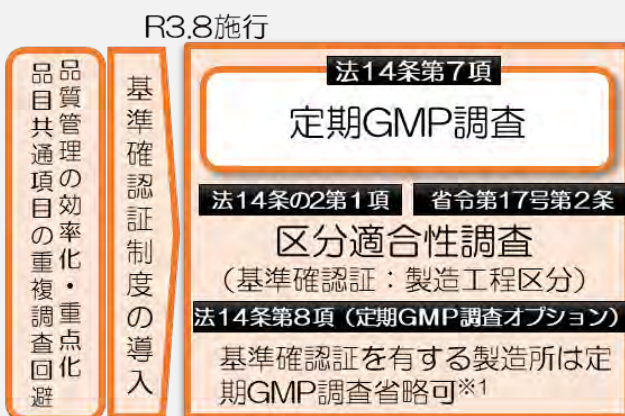 R3.8施行
品質管理の効率化・重点化
品目共通項目の重複調査回避
基準確認証制度の導入
法14条第7項
定期GMP調査
法14条の2第1項
省令第17号第2条
区分適合性調査
(基準確認証:製造工程区分)
法14条第8項(定期GMP調査オプション)
基準確認証を有する製造所は定
期GMP調査省略可※1